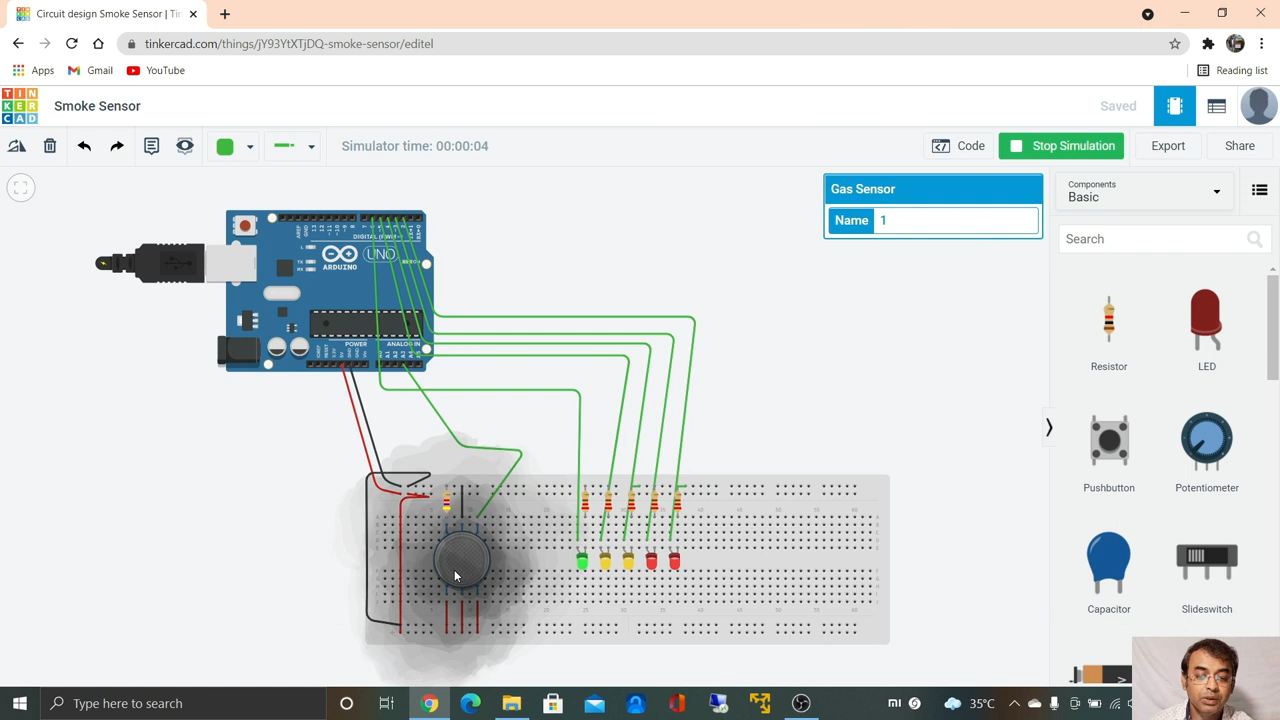 Circuit design Smoke Sensor | Tin
tinkercad.com/things/jY93YtXTjDQ-smoke-sensor/editel
Apps
Gmail
YouTube
Reading list
TIN
KER
CAD
Smoke Sensor
Saved
Simulator time: 00:00:04
Code
Stop Simulation
Export
Share
Gas Sensor
Name
1
Components
Basic
Search
Resistor
LED
Pushbutton
Potentiometer
Capacitor
Slideswitch
ARDUINO
UNO
POWER
ANALOG IN
Type here to search
35°C